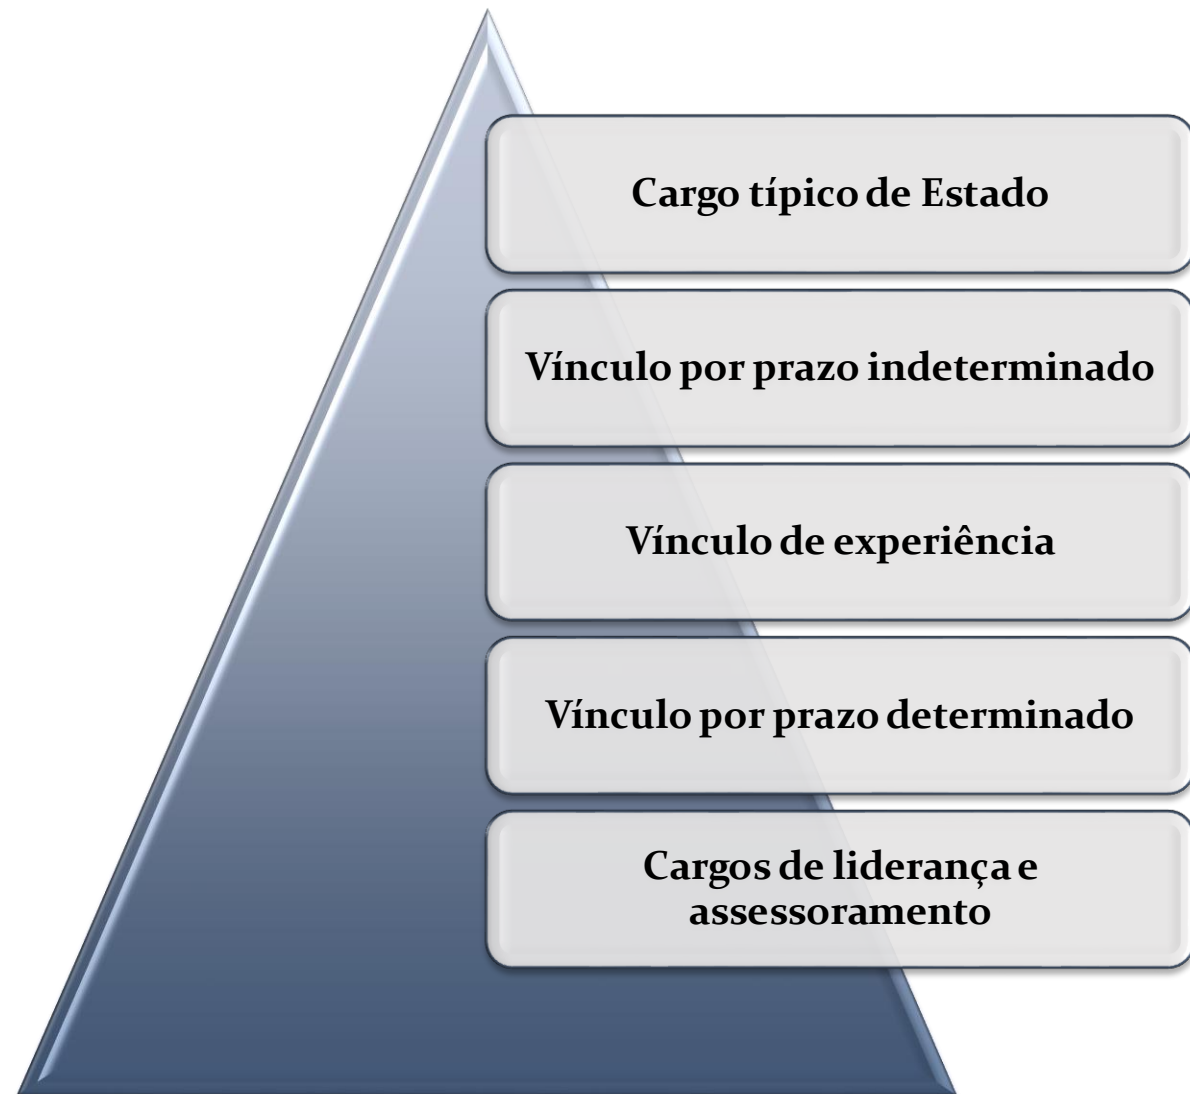 Cargo típico de Estado
Vínculo por prazo indeterminado
Vínculo de experiência
Vínculo por prazo determinado
Cargos de liderança e
assessoramento